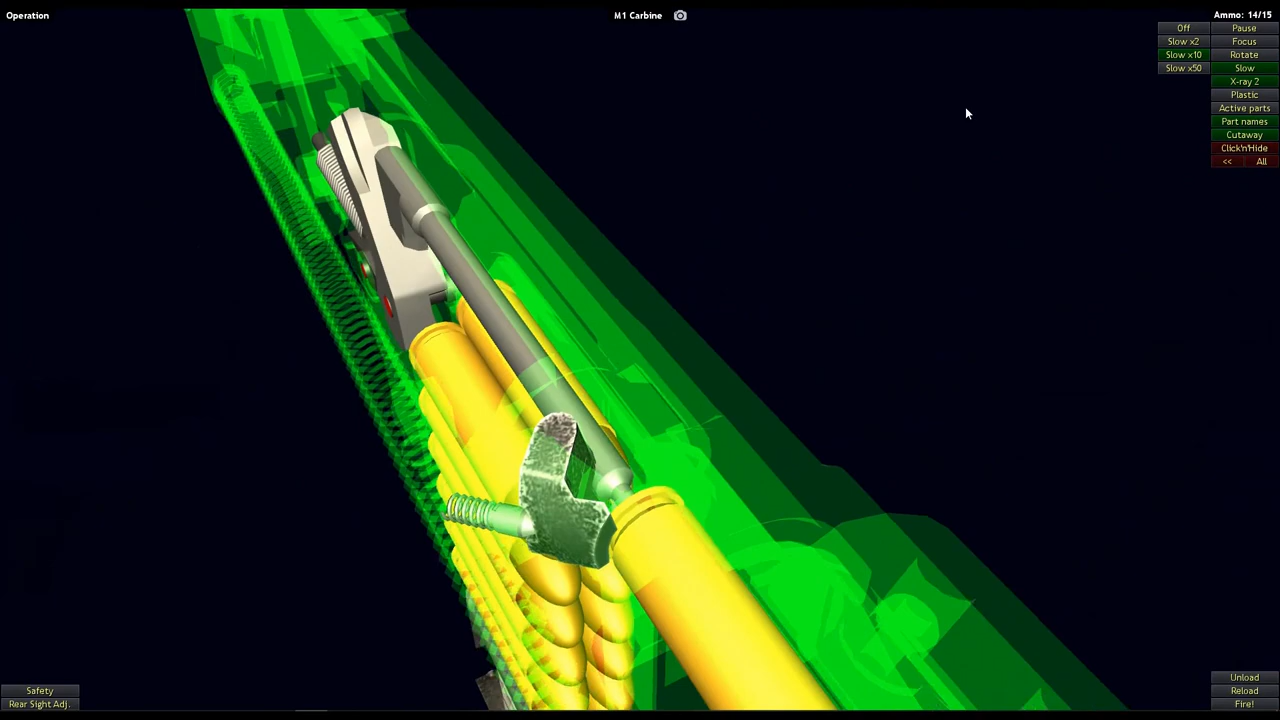 Operation
M1 Carbine
Ammo: 14/15
Off
Pause
Slow x2
Focus
Slow x10
Rotate
Slow x50
Slow
X-ray 2
Plastic
Active parts
Part names
Cutaway
Click'n'Hide
<<
All
Safety
Rear Sight Adj.
Unload
Reload
Fire!